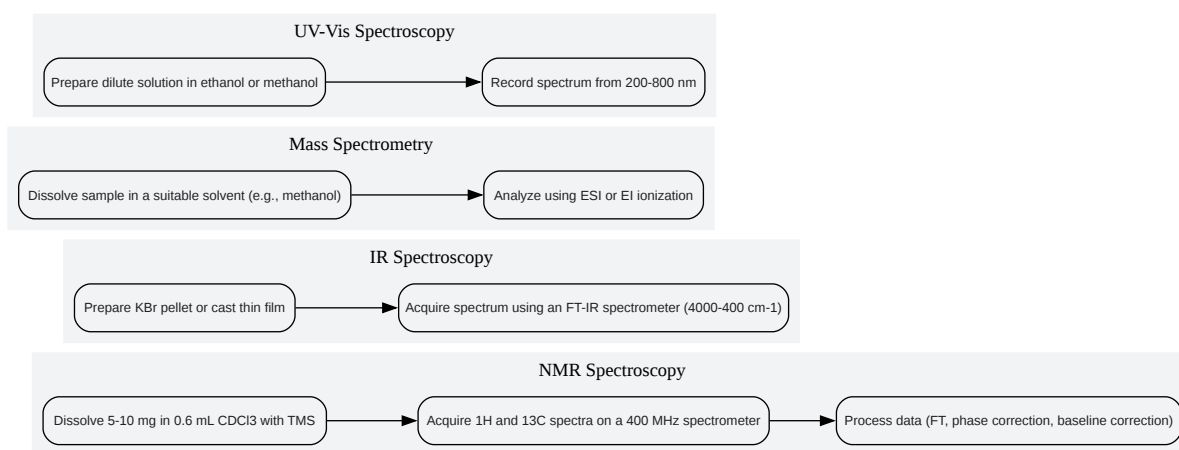 UV-Vis Spectroscopy
Prepare dilute solution in ethanol or methanol
Record spectrum from 200-800 nm
Mass Spectrometry
Dissolve sample in a suitable solvent (e.g., methanol)
Analyze using ESI or EI ionization
IR Spectroscopy
Prepare KBr pellet or cast thin film
Acquire spectrum using an FT-IR spectrometer (4000-400 cm-1)
NMR Spectroscopy
Dissolve 5-10 mg in 0.6 mL CDCl3 with TMS
Acquire 1H and 13C spectra on a 400 MHz spectrometer
Process data (FT, phase correction, baseline correction)